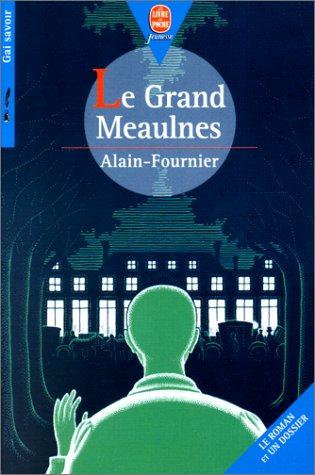 LE LIVRE DE POCHE
Jeunesse
Gai savoir
Le Grand
Meaulnes
Alain-Fournier
LE ROMAN
ET UN DOSSIER